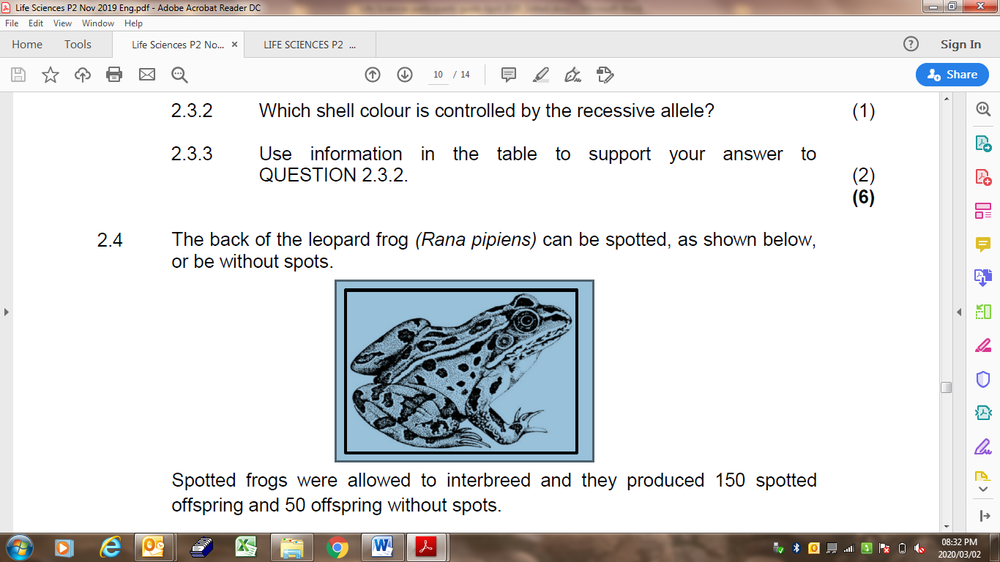 Life Sciences P2 Nov 2019 Eng.pdf - Adobe Acrobat Reader DC
File Edit View Window Help
Home Tools Life Sciences P2 No... × LIFE SCIENCES P2 ... ? Sign In
10 / 14 Share
2.3.2 Which shell colour is controlled by the recessive allele? (1)
2.3.3 Use information in the table to support your answer to
QUESTION 2.3.2. (2)
(6)
2.4 The back of the leopard frog (Rana pipiens) can be spotted, as shown below,
or be without spots.
Spotted frogs were allowed to interbreed and they produced 150 spotted
offspring and 50 offspring without spots.
08:32 PM
2020/03/02